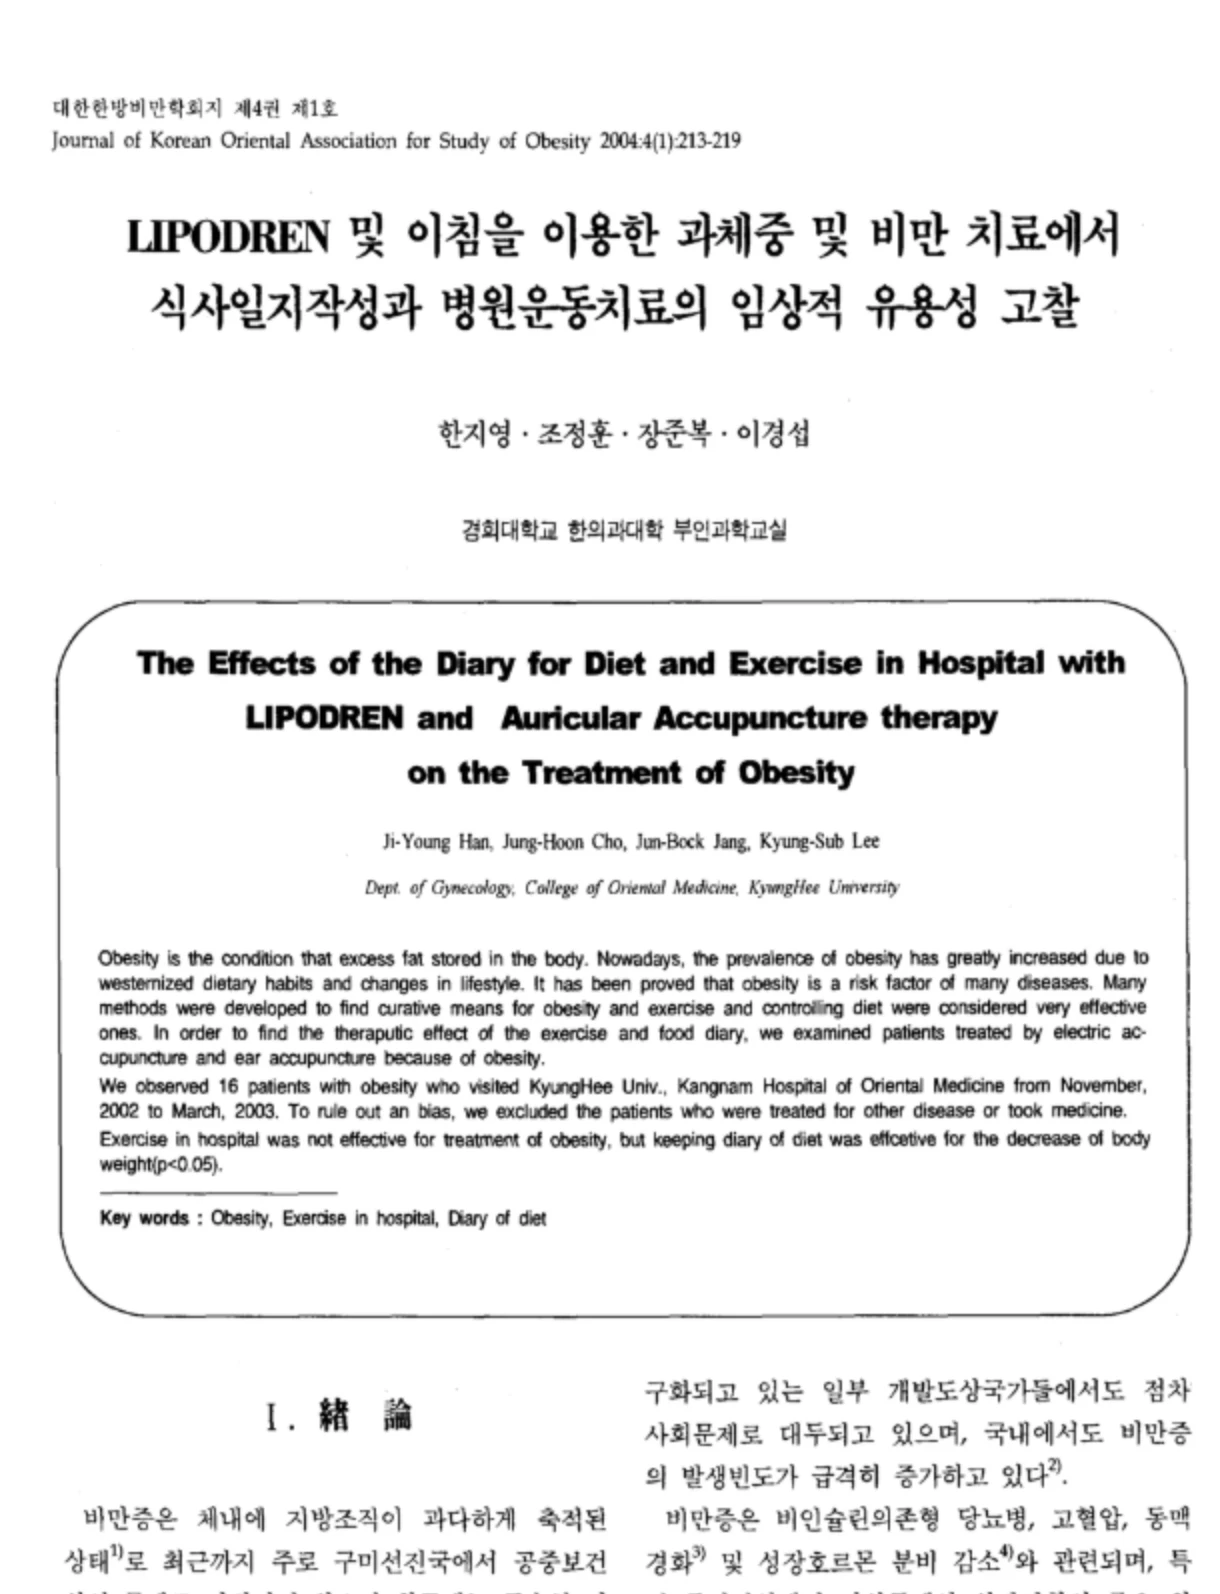 대한한방비만학회지 제4권 제1호
Journal of Korean Oriental Association for Study of Obesity 2004:4(1):213-219
LIPODREN 및 이침을 이용한 과체중 및 비만 치료에서
식사일지작성과 병원운동치료의 임상적 유용성 고찰
한지영 · 조정훈 · 장준복 · 이경섭
경희대학교 한의과대학 부인과학교실
The Effects of the Diary for Diet and Exercise in Hospital with
LIPODREN and Auricular Accupuncture therapy
on the Treatment of Obesity
Ji-Young Han, Jung-Hoon Cho, Jun-Bock Jang, Kyung-Sub Lee
Dept. of Gynecology, College of Oriental Medicine, KyungHee University
Obesity is the condition that excess fat stored in the body. Nowadays, the prevalence of obesity has greatly increased due to
westernized dietary habits and changes in lifestyle. It has been proved that obesity is a risk factor of many diseases. Many
methods were developed to find curative means for obesity and exercise and controlling diet were considered very effective
ones. In order to find the theraputic effect of the exercise and food diary, we examined patients treated by electric ac-
cupuncture and ear accupuncture because of obesity.
We observed 16 patients with obesity who visited KyungHee Univ., Kangnam Hospital of Oriental Medicine from November,
2002 to March, 2003. To rule out an bias, we excluded the patients who were treated for other disease or took medicine.
Exercise in hospital was not effective for treatment of obesity, but keeping diary of diet was effcetive for the decrease of body
weight(p<0.05).
Key words : Obesity, Exercise in hospital, Diary of diet
I. 緖 論
비만증은 체내에 지방조직이 과다하게 축적된
상태1)로 최근까지 주로 구미선진국에서 공중보건
구화되고 있는 일부 개발도상국가들에서도 점차
사회문제로 대두되고 있으며, 국내에서도 비만증
의 발생빈도가 급격히 증가하고 있다2).
비만증은 비인슐린의존형 당뇨병, 고혈압, 동맥
경화3) 및 성장호르몬 분비 감소4)와 관련되며, 특